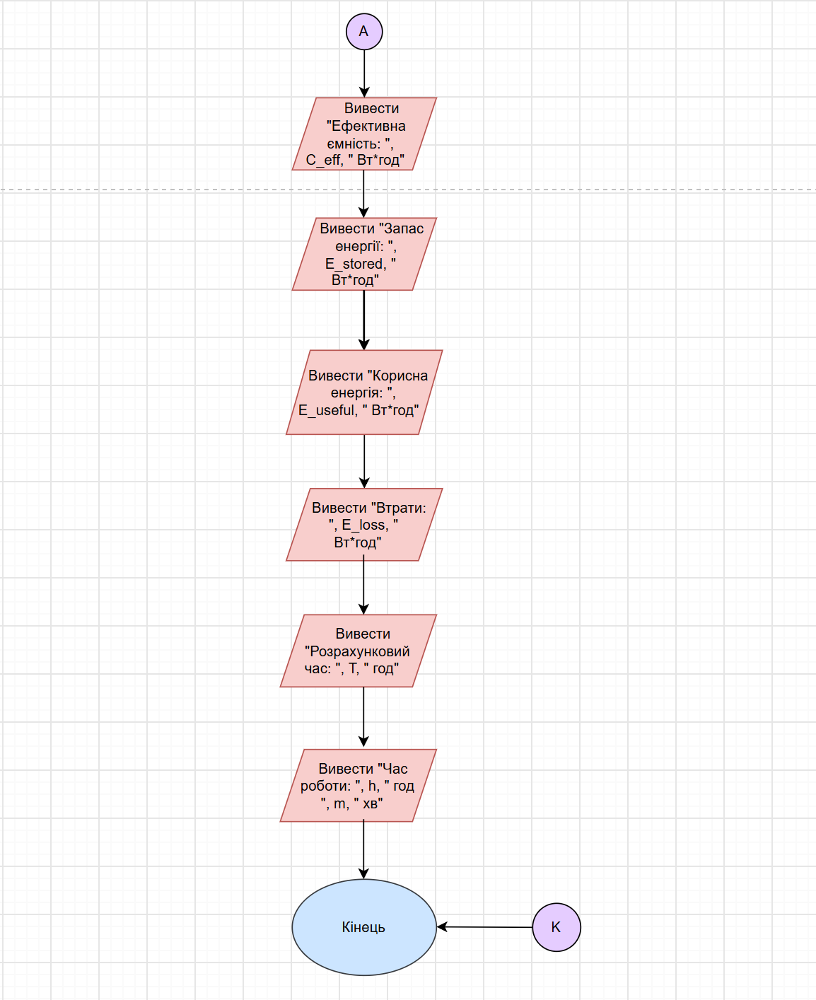 A
Вивести
"Ефективна
ємність: ",
C_eff, " Вт*год"
Вивести "Запас
енергії: ",
E_stored, "
Вт*год"
Вивести "Корисна
енергія: ",
E_useful, " Вт*год"
Вивести "Втрати:
", E_loss, "
Вт*год"
Вивести
"Розрахунковий
час: ", T, " год"
Вивести "Час
роботи: ", h, " год
", m, " хв"
Кінець
K